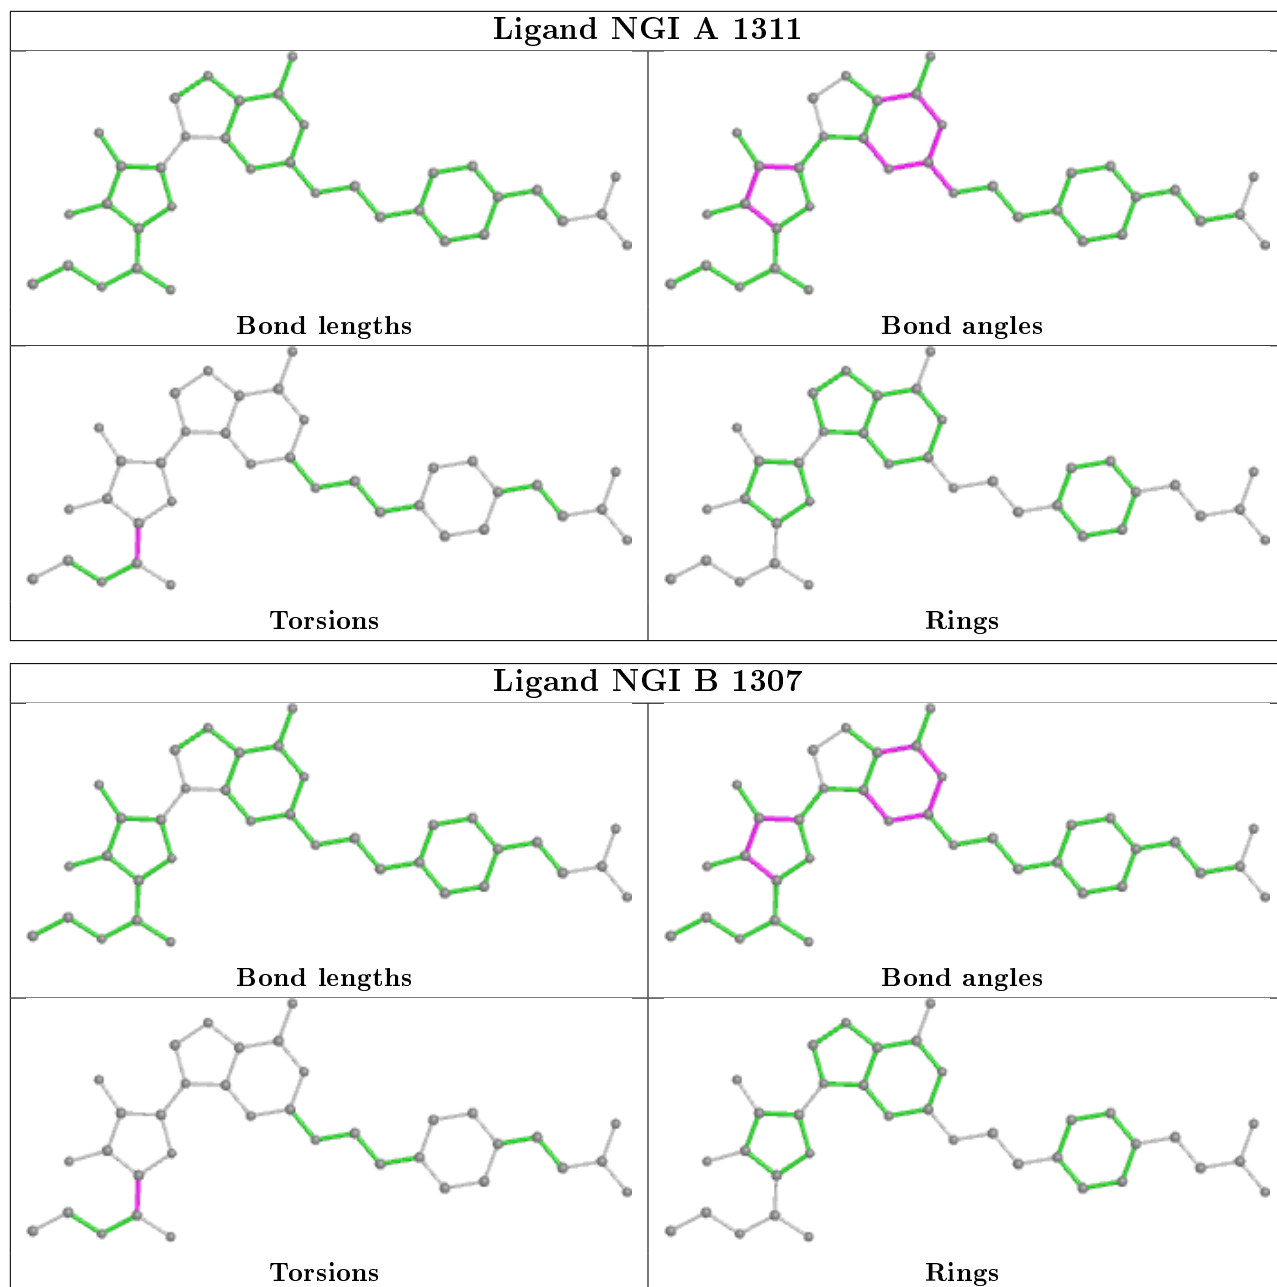 Ligand NGI A 1311
Bond lengths
Bond angles
Torsions
Rings
Ligand NGI B 1307
Bond lengths
Bond angles
Torsions
Rings